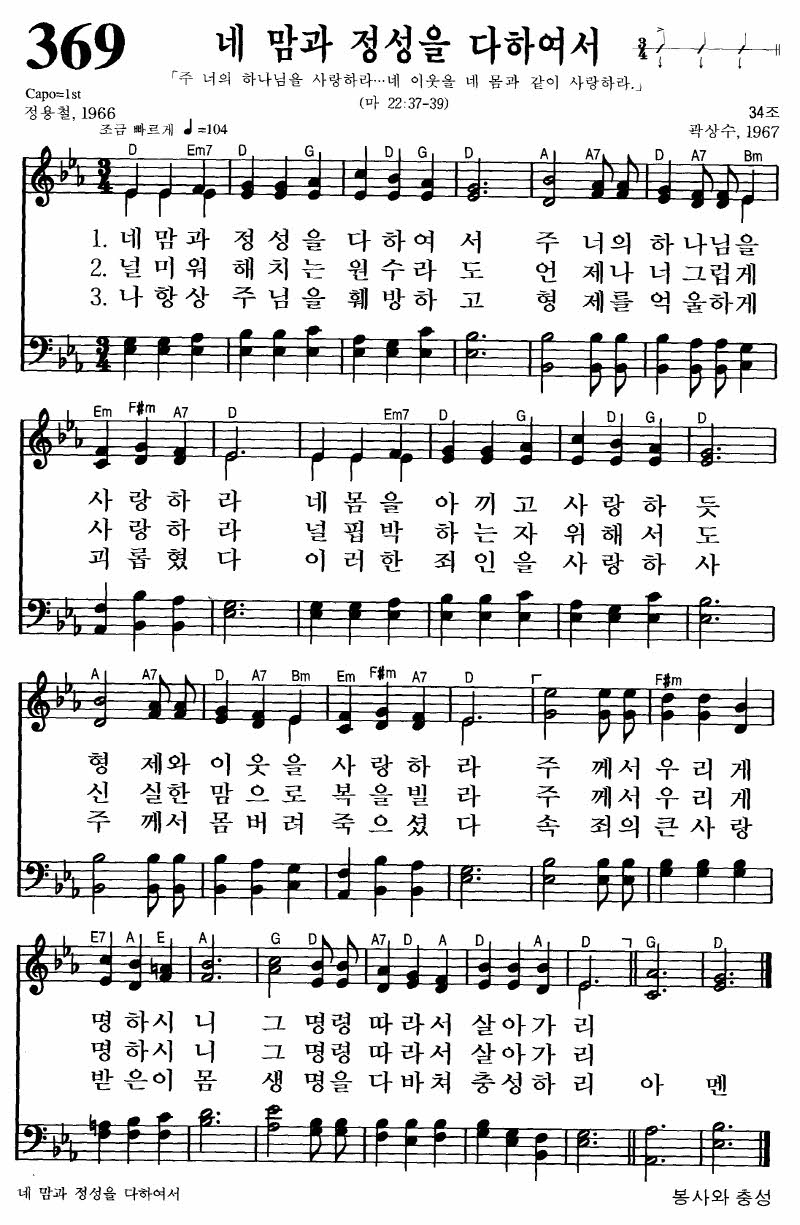 369
네 맘과 정성을 다하여서
3/4
「주 너의 하나님을 사랑하라…네 이웃을 네 몸과 같이 사랑하라.」
(마 22:37-39)
Capo=1st
정용철, 1966
34조
곽상수, 1967
조금 빠르게 ♩=104
D Em7 D G A C D G D A A7 D A7 Bm
1. 네 맘과 정성을 다하여 서 주 너의 하나님을
2. 널 미워 해치는 원수라 도 언 제나 너그럽게
3. 나 항상 주님을 훼방하 고 형 제를 억울하게
Em F#m A7 D Em7 D G D G D
사랑하 라 네 몸을 아끼고 사랑하 듯
사랑하 라 널 핍박 하는자 위해서 도
괴롭혔 다 이러한 죄인을 사랑하 사
A A7 D A7 Bm Em F#m A7 D F#m
형 제와 이웃을 사랑하 라 주 께서 우리게
신 실한 맘으로 복을빌 라 주 께서 우리게
주 께서 몸버려 죽으셨 다 속 죄의 큰사랑
E7 A E A G D A7 D A D A D G D
명하시 니 그 명령 따라서 살아가 리
명하시 니 그 명령 따라서 살아가 리
받은이 몸 생 명을 다바쳐 충성하 리 아 멘
네 맘과 정성을 다하여서
봉사와 충성